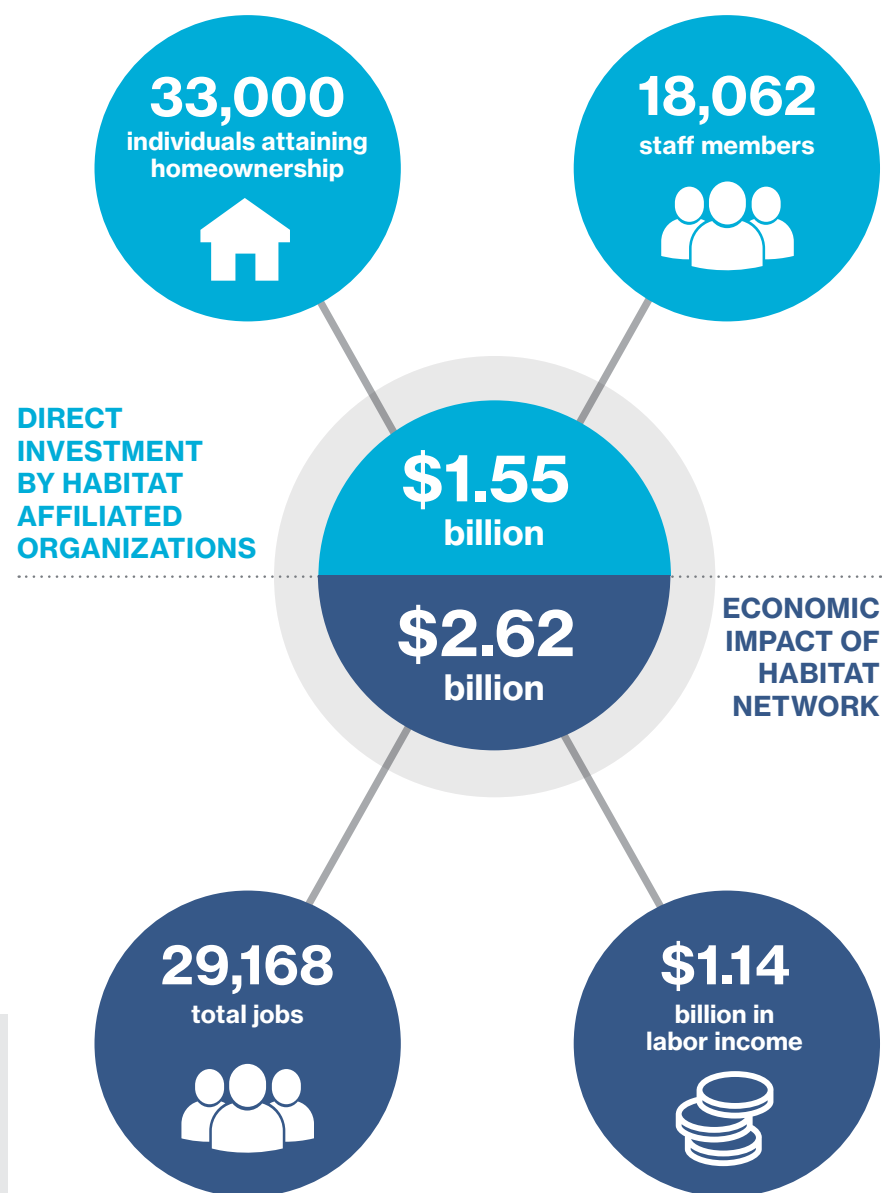 33,000
individuals attaining
homeownership
18,062
staff members
DIRECT
INVESTMENT
BY HABITAT
AFFILIATED
ORGANIZATIONS
$1.55
billion
$2.62
billion
ECONOMIC
IMPACT OF
HABITAT
NETWORK
29,168
total jobs
$1.14
billion in
labor income